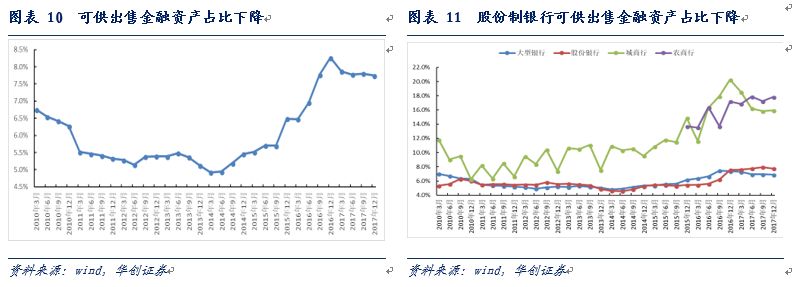 图表 10 可供出售金融资产占比下降
8.5%
8.0%
7.5%
7.0%
6.5%
6.0%
5.5%
5.0%
4.5%
2010年3月
2010年6月
2010年9月
2010年12月
2011年3月
2011年6月
2011年9月
2011年12月
2012年3月
2012年6月
2012年9月
2012年12月
2013年3月
2013年6月
2013年9月
2013年12月
2014年3月
2014年6月
2014年9月
2014年12月
2015年3月
2015年6月
2015年9月
2015年12月
2016年3月
2016年6月
2016年9月
2016年12月
2017年3月
2017年6月
2017年9月
2017年12月
资料来源：wind，华创证券
图表 11 股份制银行可供出售金融资产占比下降
大型银行 股份银行 城商行 农商行
22.0%
20.0%
18.0%
16.0%
14.0%
12.0%
10.0%
8.0%
6.0%
4.0%
2010年3月
2010年6月
2010年9月
2010年12月
2011年3月
2011年6月
2011年9月
2011年12月
2012年3月
2012年6月
2012年9月
2012年12月
2013年3月
2013年6月
2013年9月
2013年12月
2014年3月
2014年6月
2014年9月
2014年12月
2015年3月
2015年6月
2015年9月
2015年12月
2016年3月
2016年6月
2016年9月
2016年12月
2017年3月
2017年6月
2017年9月
2017年12月
资料来源：wind，华创证券